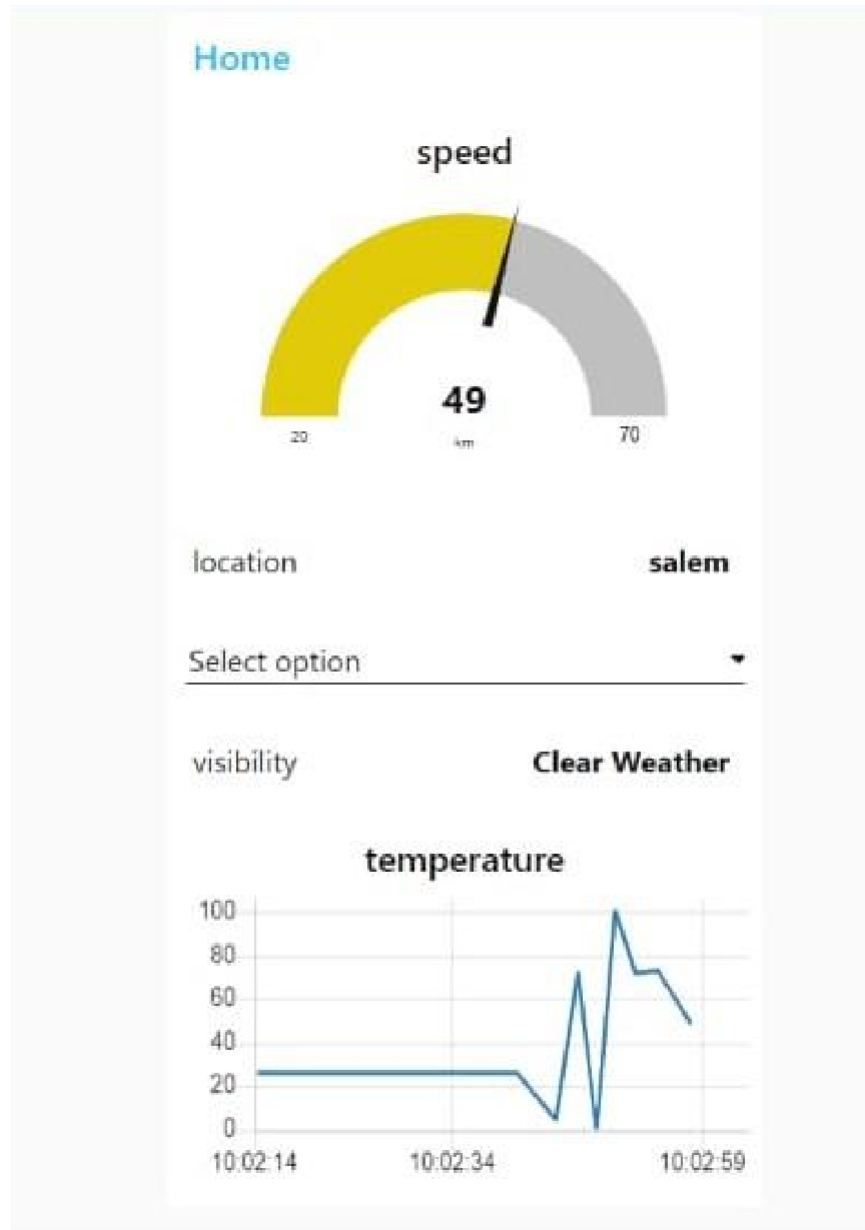 Home
speed
49
20 km 70
location salem
Select option
visibility Clear Weather
temperature
100
80
60
40
20
0
10:02:14 10:02:34 10:02:59